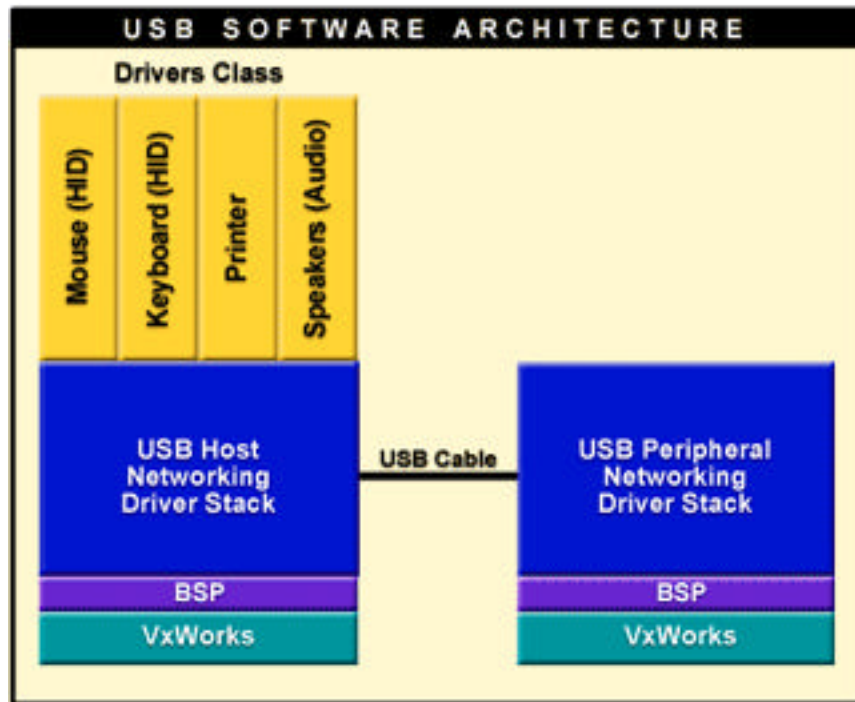 USB SOFTWARE ARCHITECTURE
Drivers Class
Mouse (HID)
Keyboard (HID)
Printer
Speakers (Audio)
USB Host
Networking
Driver Stack
USB Cable
USB Peripheral
Networking
Driver Stack
BSP
BSP
VxWorks
VxWorks